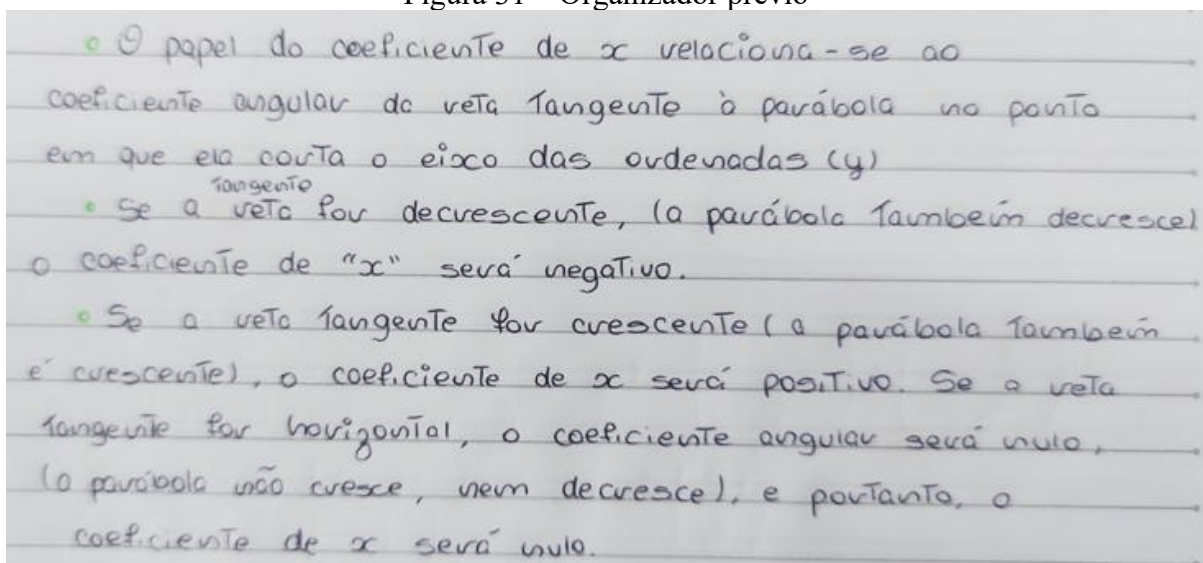 Figura 31 – Organizador prévio
• O papel do coeficiente de x relaciona-se ao
coeficiente angular da reta tangente à parábola no ponto
em que ela corta o eixo das ordenadas (y)
tangente
• Se a reta for decrescente, (a parábola também decresce)
o coeficiente de "x" será negativo.
• Se a reta tangente for crescente (a parábola também
é crescente), o coeficiente de x será positivo. Se a reta
tangente for horizontal, o coeficiente angular será nulo,
(a parábola não cresce, nem decresce), e portanto, o
coeficiente de x será nulo.